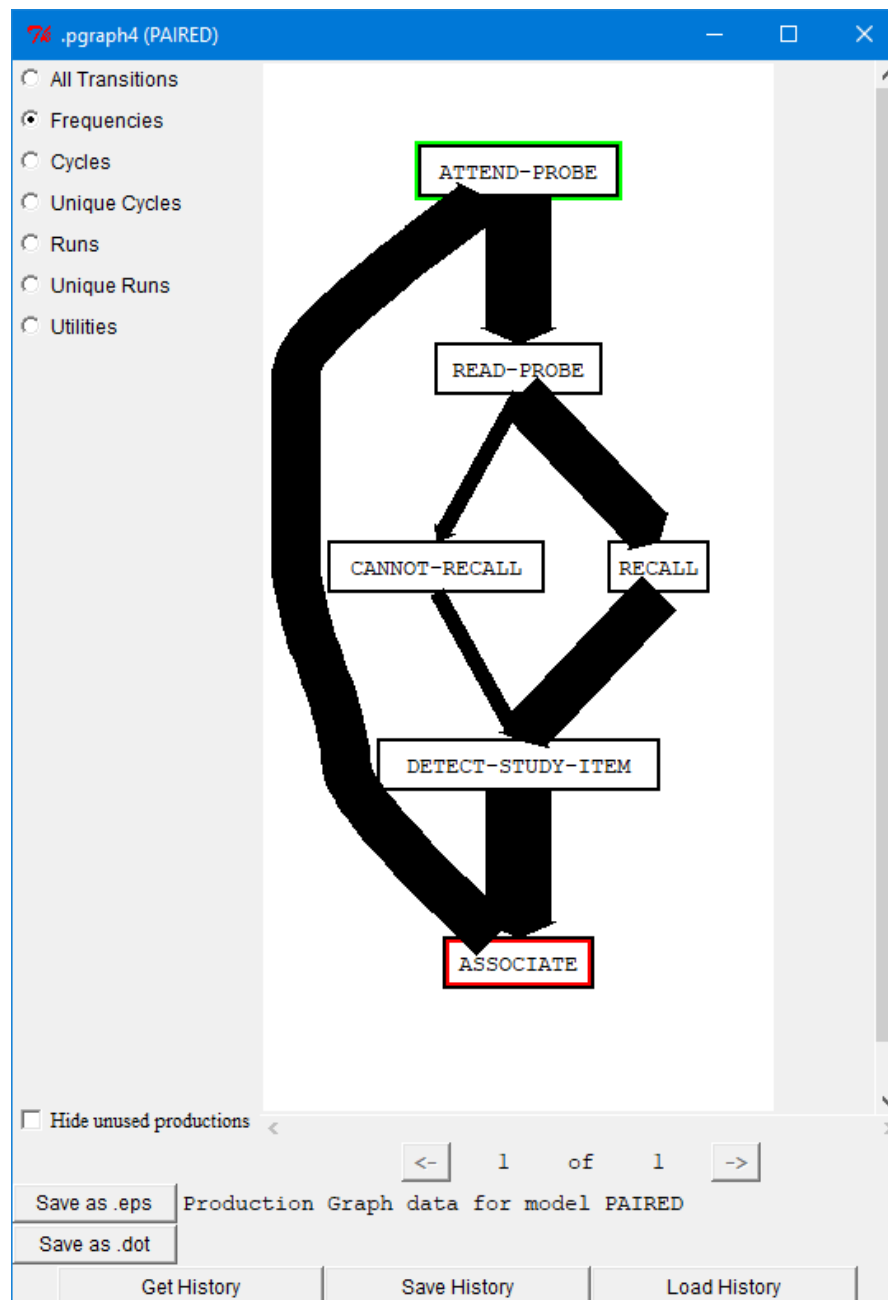 .pgraph4 (PAIRED)
All Transitions
Frequencies
Cycles
Unique Cycles
Runs
Unique Runs
Utilities
ATTEND-PROBE
READ-PROBE
CANNOT-RECALL
RECALL
DETECT-STUDY-ITEM
ASSOCIATE
Hide unused productions
<- 1 of 1 ->
Save as .eps
Production Graph data for model PAIRED
Save as .dot
Get History
Save History
Load History